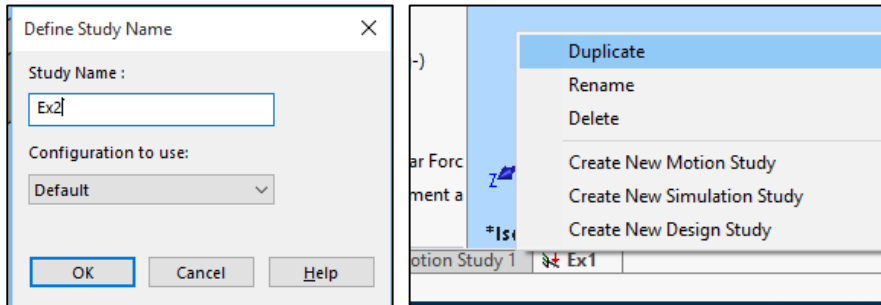 Define Study Name
Study Name :
Ex2
Configuration to use:
Default
OK Cancel Help
-)
ar Forc
ment a
Z
*Is
otion Study 1 Ex1
Duplicate
Rename
Delete
Create New Motion Study
Create New Simulation Study
Create New Design Study